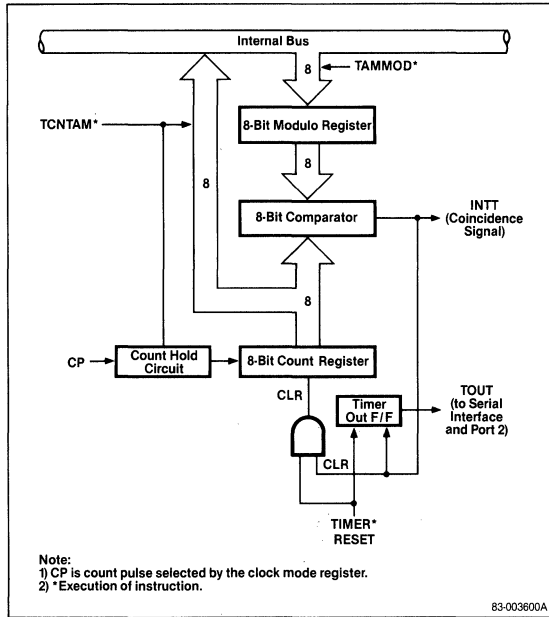 Internal Bus
8
TAMMOD*
TCNTAM*
8-Bit Modulo Register
8
8
8-Bit Comparator
INTT
(Coincidence
Signal)
8
CP
Count Hold
Circuit
8-Bit Count Register
CLR
Timer
Out F/F
TOUT
(to Serial
Interface
and Port 2)
CLR
TIMER*
RESET
Note:
1) CP is count pulse selected by the clock mode register.
2) *Execution of instruction.
83-003600A